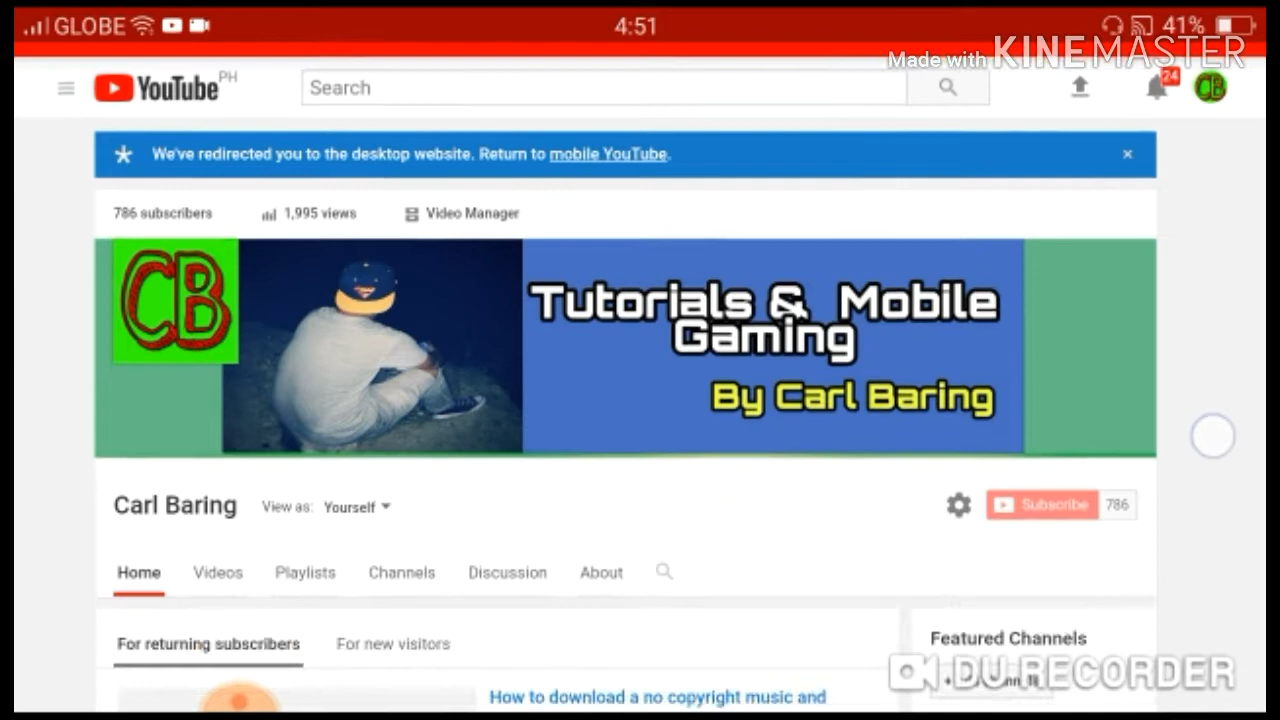 GLOBE 4:51 41%
Made with KINEMASTER
YouTube PH Search 24 CB
We've redirected you to the desktop website. Return to mobile YouTube.
786 subscribers 1,995 views Video Manager
CB
Tutorials & Mobile
Gaming
By Carl Baring
Carl Baring View as: Yourself Subscribe 786
Home Videos Playlists Channels Discussion About
For returning subscribers For new visitors Featured Channels
DU RECORDER
How to download a no copyright music and